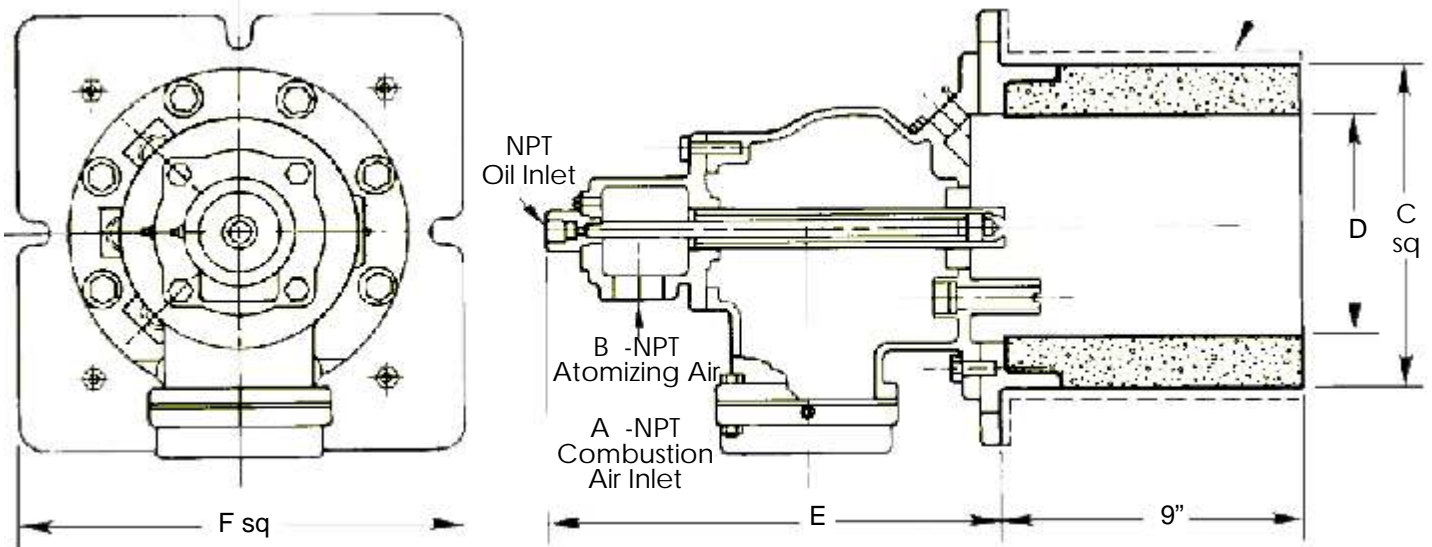 NPT
Oil Inlet
B -NPT
Atomizing Air
A -NPT
Combustion
Air Inlet
D
C
sq
F sq
E
9”